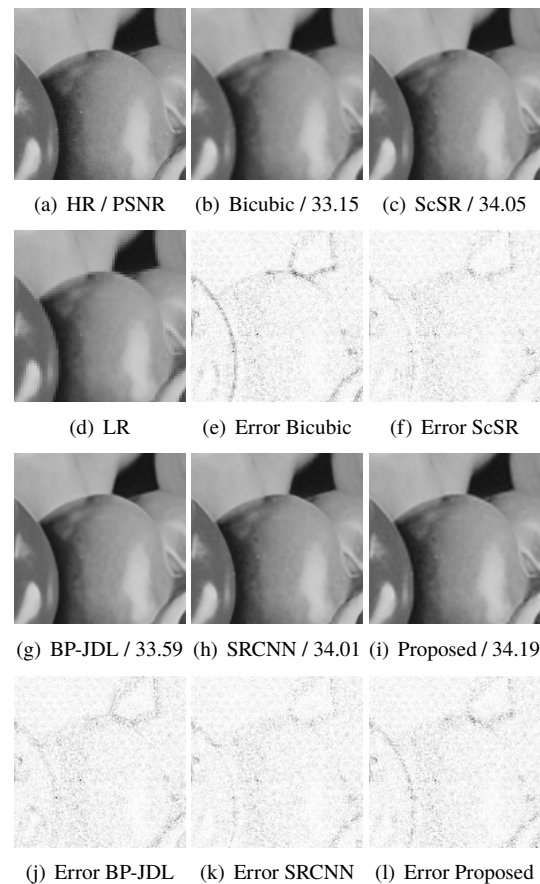 (a) HR / PSNR
(b) Bicubic / 33.15
(c) ScSR / 34.05
(d) LR
(e) Error Bicubic
(f) Error ScSR
(g) BP-JDL / 33.59
(h) SRCNN / 34.01
(i) Proposed / 34.19
(j) Error BP-JDL
(k) Error SRCNN
(l) Error Proposed